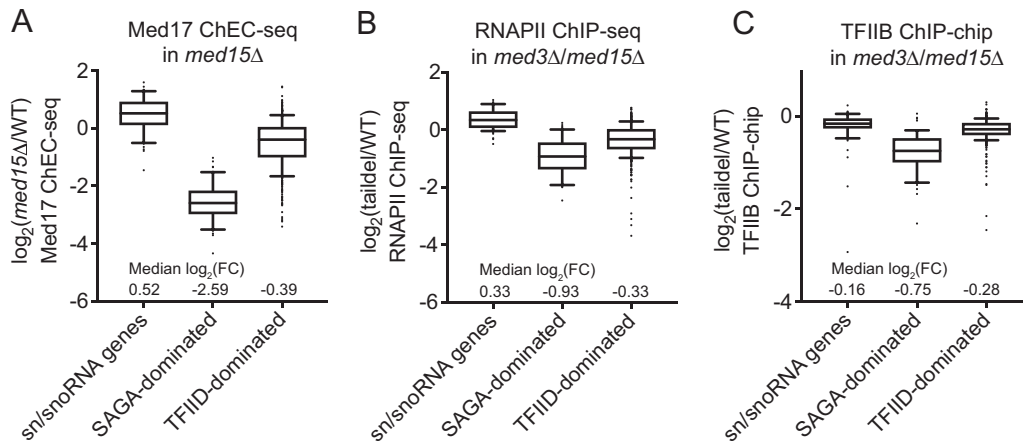 A
Med17 ChEC-seq
in med15Δ
log₂(med15Δ/WT)
Med17 ChEC-seq
2
0
-2
-4
-6
Median log₂(FC)
0.52 -2.59 -0.39
sn/snoRNA genes
SAGA-dominated
TFIID-dominated
B
RNAPII ChIP-seq
in med3Δ/med15Δ
log₂(taildel/WT)
RNAPII ChIP-seq
2
0
-2
-4
-6
Median log₂(FC)
0.33 -0.93 -0.33
sn/snoRNA genes
SAGA-dominated
TFIID-dominated
C
TFIIB ChIP-chip
in med3Δ/med15Δ
log₂(taildel/WT)
TFIIB ChIP-chip
0
-2
-4
Median log₂(FC)
-0.16 -0.75 -0.28
sn/snoRNA genes
SAGA-dominated
TFIID-dominated